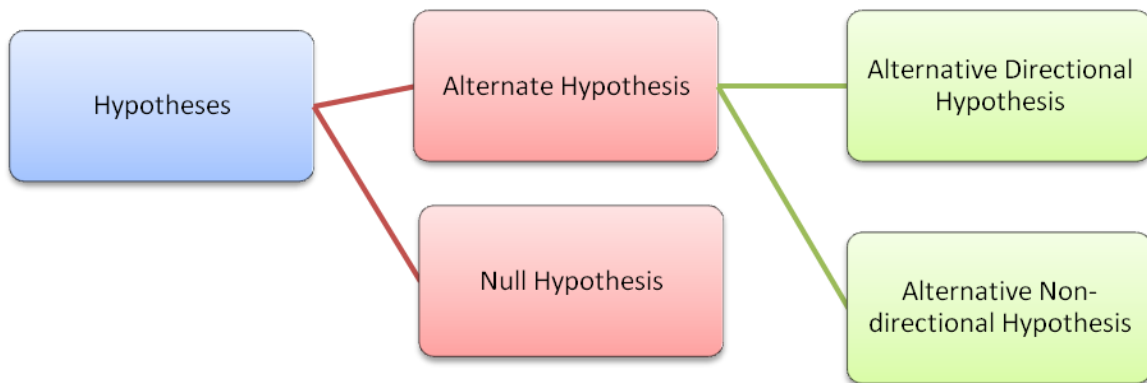 Hypotheses
Alternate Hypothesis
Null Hypothesis
Alternative Directional
Hypothesis
Alternative Non-
directional Hypothesis